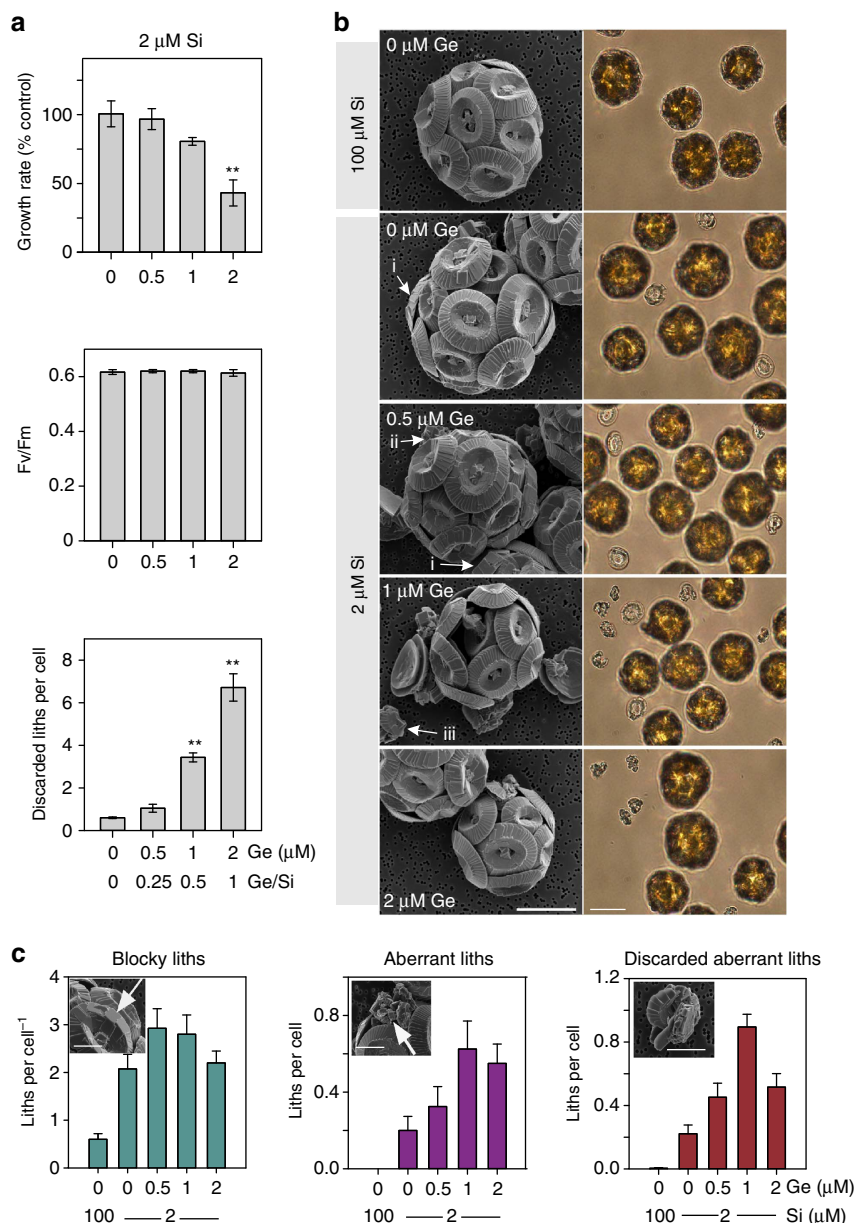 a
2 µM Si
Growth rate (% control)
100
50
0
0 0.5 1 2
**
Fv/Fm
0.6
0.4
0.2
0
0 0.5 1 2
Discarded liths per cell
8
6
4
2
0
** **
0 0.5 1 2 Ge (µM)
0 0.25 0.5 1 Ge/Si
b
100 µM Si
0 µM Ge
2 µM Si
0 µM Ge
i
0.5 µM Ge
ii
i
1 µM Ge
iii
2 µM Ge
c
Blocky liths
Liths per cell⁻¹
4
3
2
1
0
0 0 0.5 1 2
100 2
Aberrant liths
Liths per cell
0.8
0.4
0.0
0 0 0.5 1 2
100 2
Discarded aberrant liths
Liths per cell
1.2
0.8
0.4
0.0
0 0 0.5 1 2 Ge (µM)
100 2 Si (µM)